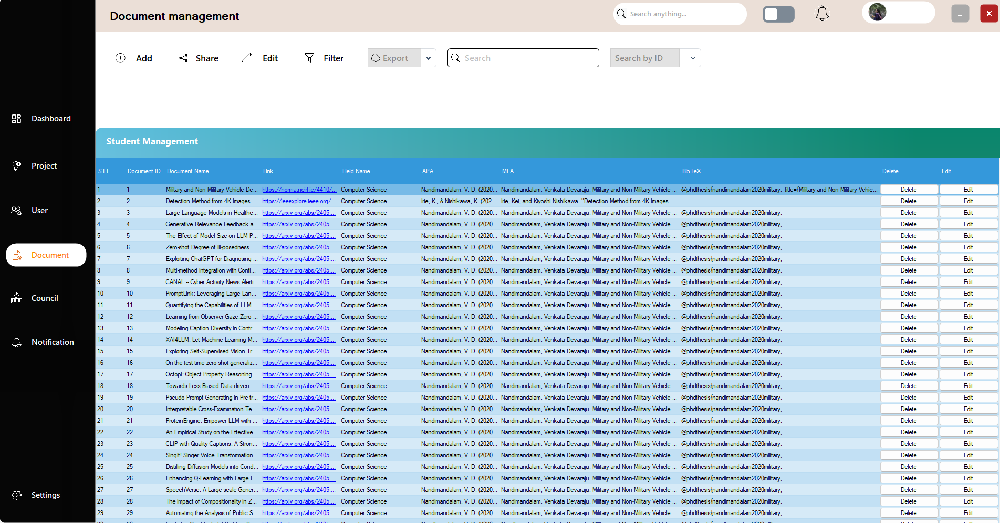 Document management
Search anything...
Add Share Edit Filter Export Search Search by ID
Dashboard
Project
User
Document
Council
Notification
Settings
Student Management
STT Document ID Document Name Link Field Name APA MLA BibTeX Delete Edit
1 1 Military and Non-Military Vehicle De... https://norma.ncirl.ie/4410/... Computer Science Nandimandalam, V. D. (2020... Nandimandalam, Venkata Devaraju. Military and Non-Military Vehicle ... @phdthesis{nandimandalam2020military, title={Military and Non-Military Vehic... Delete Edit
2 2 Detection Method from 4K Images ... https://ieeexplore.ieee.org/... Computer Science Irie, K., & Nishikawa, K. (202... Irie, Kei, and Kiyoshi Nishikawa. "Detection Method from 4K Images ... Delete Edit
3 3 Large Language Models in Healthc... https://arxiv.org/abs/2405.... Computer Science Nandimandalam, V. D. (2020... Nandimandalam, Venkata Devaraju. Military and Non-Military Vehicle ... @phdthesis{nandimandalam2020military, Delete Edit
4 4 Generative Relevance Feedback a... https://arxiv.org/abs/2405.... Computer Science Nandimandalam, V. D. (2020... Nandimandalam, Venkata Devaraju. Military and Non-Military Vehicle ... @phdthesis{nandimandalam2020military, Delete Edit
5 5 The Effect of Model Size on LLM P... https://arxiv.org/abs/2405.... Computer Science Nandimandalam, V. D. (2020... Nandimandalam, Venkata Devaraju. Military and Non-Military Vehicle ... @phdthesis{nandimandalam2020military, Delete Edit
6 6 Zero-shot Degree of Ill-posedness ... https://arxiv.org/abs/2405.... Computer Science Nandimandalam, V. D. (2020... Nandimandalam, Venkata Devaraju. Military and Non-Military Vehicle ... @phdthesis{nandimandalam2020military, Delete Edit
7 7 Exploiting ChatGPT for Diagnosing ... https://arxiv.org/abs/2405.... Computer Science Nandimandalam, V. D. (2020... Nandimandalam, Venkata Devaraju. Military and Non-Military Vehicle ... @phdthesis{nandimandalam2020military, Delete Edit
8 8 Multi-method Integration with Confi... https://arxiv.org/abs/2405.... Computer Science Nandimandalam, V. D. (2020... Nandimandalam, Venkata Devaraju. Military and Non-Military Vehicle ... @phdthesis{nandimandalam2020military, Delete Edit
9 9 CANAL -- Cyber Activity News Alerti... https://arxiv.org/abs/2405.... Computer Science Nandimandalam, V. D. (2020... Nandimandalam, Venkata Devaraju. Military and Non-Military Vehicle ... @phdthesis{nandimandalam2020military, Delete Edit
10 10 PromptLink: Leveraging Large Lan... https://arxiv.org/abs/2405.... Computer Science Nandimandalam, V. D. (2020... Nandimandalam, Venkata Devaraju. Military and Non-Military Vehicle ... @phdthesis{nandimandalam2020military, Delete Edit
11 11 Quantifying the Capabilities of LLM... https://arxiv.org/abs/2405.... Computer Science Nandimandalam, V. D. (2020... Nandimandalam, Venkata Devaraju. Military and Non-Military Vehicle ... @phdthesis{nandimandalam2020military, Delete Edit
12 12 Learning from Observer Gaze:Zero-... https://arxiv.org/abs/2405.... Computer Science Nandimandalam, V. D. (2020... Nandimandalam, Venkata Devaraju. Military and Non-Military Vehicle ... @phdthesis{nandimandalam2020military, Delete Edit
13 13 Modeling Caption Diversity in Contr... https://arxiv.org/abs/2405.... Computer Science Nandimandalam, V. D. (2020... Nandimandalam, Venkata Devaraju. Military and Non-Military Vehicle ... @phdthesis{nandimandalam2020military, Delete Edit
14 14 XAI4LLM. Let Machine Learning M... https://arxiv.org/abs/2405.... Computer Science Nandimandalam, V. D. (2020... Nandimandalam, Venkata Devaraju. Military and Non-Military Vehicle ... @phdthesis{nandimandalam2020military, Delete Edit
15 15 Exploring Self-Supervised Vision Tr... https://arxiv.org/abs/2405.... Computer Science Nandimandalam, V. D. (2020... Nandimandalam, Venkata Devaraju. Military and Non-Military Vehicle ... @phdthesis{nandimandalam2020military, Delete Edit
16 16 On the test-time zero-shot generaliz... https://arxiv.org/abs/2405.... Computer Science Nandimandalam, V. D. (2020... Nandimandalam, Venkata Devaraju. Military and Non-Military Vehicle ... @phdthesis{nandimandalam2020military, Delete Edit
17 17 Octopi: Object Property Reasoning ... https://arxiv.org/abs/2405.... Computer Science Nandimandalam, V. D. (2020... Nandimandalam, Venkata Devaraju. Military and Non-Military Vehicle ... @phdthesis{nandimandalam2020military, Delete Edit
18 18 Towards Less Biased Data-driven ... https://arxiv.org/abs/2405.... Computer Science Nandimandalam, V. D. (2020... Nandimandalam, Venkata Devaraju. Military and Non-Military Vehicle ... @phdthesis{nandimandalam2020military, Delete Edit
19 19 Pseudo-Prompt Generating in Pre-tr... https://arxiv.org/abs/2405.... Computer Science Nandimandalam, V. D. (2020... Nandimandalam, Venkata Devaraju. Military and Non-Military Vehicle ... @phdthesis{nandimandalam2020military, Delete Edit
20 20 Interpretable Cross-Examination Te... https://arxiv.org/abs/2405.... Computer Science Nandimandalam, V. D. (2020... Nandimandalam, Venkata Devaraju. Military and Non-Military Vehicle ... @phdthesis{nandimandalam2020military, Delete Edit
21 21 ProteinEngine: Empower LLM with ... https://arxiv.org/abs/2405.... Computer Science Nandimandalam, V. D. (2020... Nandimandalam, Venkata Devaraju. Military and Non-Military Vehicle ... @phdthesis{nandimandalam2020military, Delete Edit
22 22 An Empirical Study on the Effective... https://arxiv.org/abs/2405.... Computer Science Nandimandalam, V. D. (2020... Nandimandalam, Venkata Devaraju. Military and Non-Military Vehicle ... @phdthesis{nandimandalam2020military, Delete Edit
23 23 CLIP with Quality Captions: A Stron... https://arxiv.org/abs/2405.... Computer Science Nandimandalam, V. D. (2020... Nandimandalam, Venkata Devaraju. Military and Non-Military Vehicle ... @phdthesis{nandimandalam2020military, Delete Edit
24 24 SingIt! Singer Voice Transformation https://arxiv.org/abs/2405.... Computer Science Nandimandalam, V. D. (2020... Nandimandalam, Venkata Devaraju. Military and Non-Military Vehicle ... @phdthesis{nandimandalam2020military, Delete Edit
25 25 Distilling Diffusion Models into Cond... https://arxiv.org/abs/2405.... Computer Science Nandimandalam, V. D. (2020... Nandimandalam, Venkata Devaraju. Military and Non-Military Vehicle ... @phdthesis{nandimandalam2020military, Delete Edit
26 26 Enhancing Q-Learning with Large L... https://arxiv.org/abs/2405.... Computer Science Nandimandalam, V. D. (2020... Nandimandalam, Venkata Devaraju. Military and Non-Military Vehicle ... @phdthesis{nandimandalam2020military, Delete Edit
27 27 SpeechVerse: A Large-scale Gener... https://arxiv.org/abs/2405.... Computer Science Nandimandalam, V. D. (2020... Nandimandalam, Venkata Devaraju. Military and Non-Military Vehicle ... @phdthesis{nandimandalam2020military, Delete Edit
28 28 The impact of Compositionality in Z... https://arxiv.org/abs/2405.... Computer Science Nandimandalam, V. D. (2020... Nandimandalam, Venkata Devaraju. Military and Non-Military Vehicle ... @phdthesis{nandimandalam2020military, Delete Edit
29 29 Automating the Analysis of Public S... https://arxiv.org/abs/2405.... Computer Science Nandimandalam, V. D. (2020... Nandimandalam, Venkata Devaraju. Military and Non-Military Vehicle ... @phdthesis{nandimandalam2020military, Delete Edit